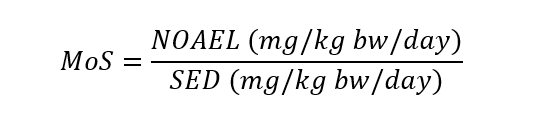 MoS = NOAEL (mg/kg bw/day)
SED (mg/kg bw/day)